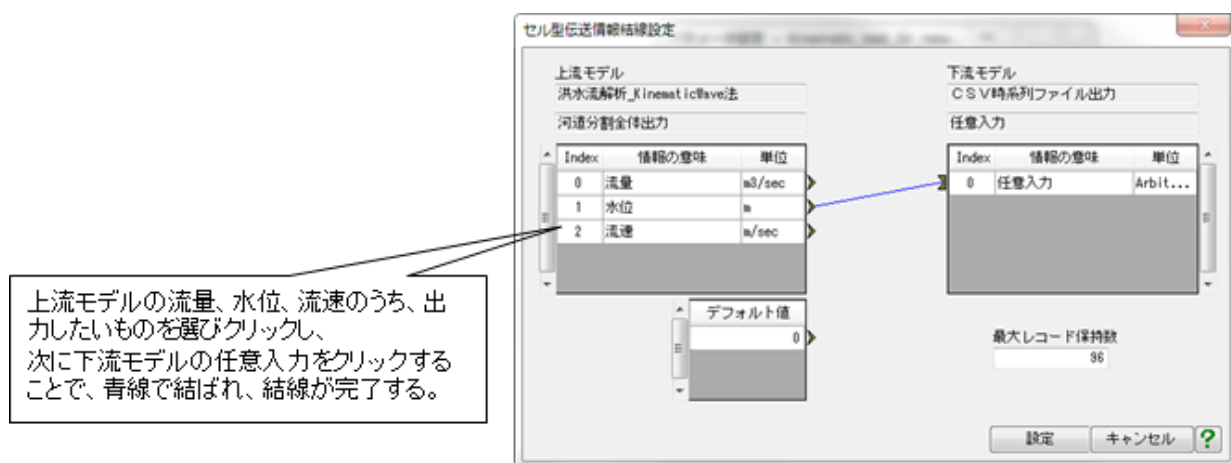 セル型伝送情報結線設定
上流モデル
洪水流解析_KinematicWave法
河道分割全体出力
Index 情報の意味 単位
0 流量 m3/sec
1 水位 m
2 流速 m/sec
デフォルト値
0
下流モデル
CSV時系列ファイル出力
任意入力
Index 情報の意味 単位
0 任意入力 Arbit...
最大レコード保持数
96
設定 キャンセル ?
上流モデルの流量、水位、流速のうち、出
力したいものを選びクリックし、
次に下流モデルの任意入力をクリックする
ことで、青線で結ばれ、結線が完了する。